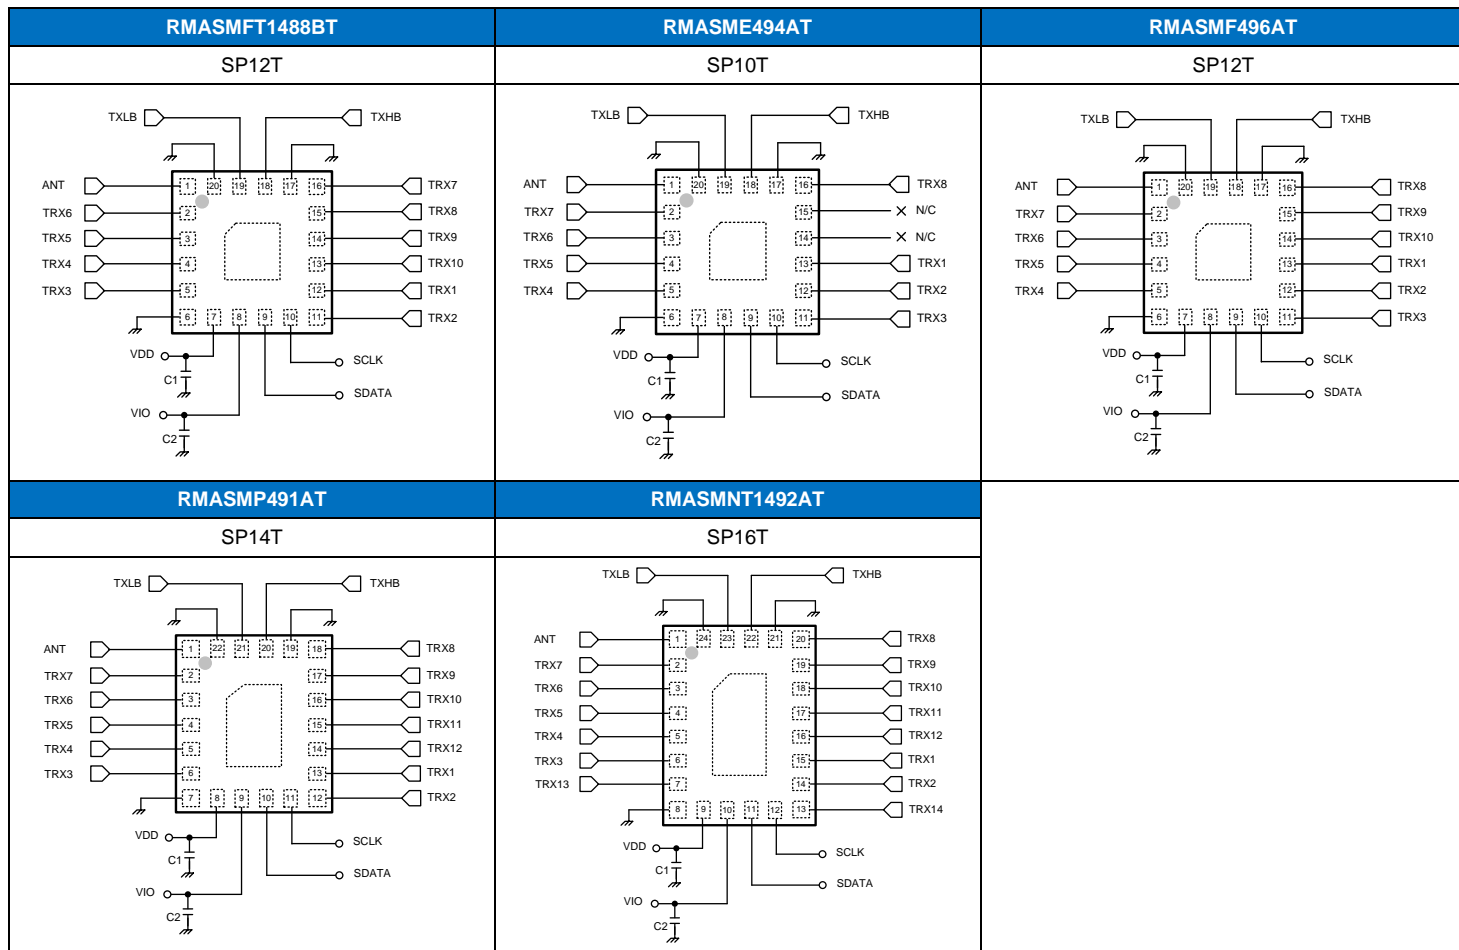 RMASMFT1488BT RMASME494AT RMASMF496AT
SP12T SP10T SP12T
TXLB TXHB
ANT 1 20 19 18 17 16 TRX7
TRX6 2 15 TRX8
TRX5 3 14 TRX9
TRX4 4 13 TRX10
TRX3 5 12 TRX1
6 7 8 9 10 11 TRX2
VDD SCLK
C1
SDATA
VIO
C2
TXLB TXHB
ANT 1 20 19 18 17 16 TRX8
TRX7 2 15 N/C
TRX6 3 14 N/C
TRX5 4 13 TRX1
TRX4 5 12 TRX2
6 7 8 9 10 11 TRX3
VDD SCLK
C1
SDATA
VIO
C2
TXLB TXHB
ANT 1 20 19 18 17 16 TRX8
TRX7 2 15 TRX9
TRX6 3 14 TRX10
TRX5 4 13 TRX1
TRX4 5 12 TRX2
6 7 8 9 10 11 TRX3
VDD SCLK
C1
SDATA
VIO
C2
RMASMP491AT RMASMNT1492AT
SP14T SP16T
TXLB TXHB
ANT 1 22 21 20 19 18 TRX8
TRX7 2 17 TRX9
TRX6 3 16 TRX10
TRX5 4 15 TRX11
TRX4 5 14 TRX12
TRX3 6 13 TRX1
7 8 9 10 11 12 TRX2
VDD SCLK
C1
SDATA
VIO
C2
TXLB TXHB
ANT 1 24 23 22 21 20 TRX8
TRX7 2 19 TRX9
TRX6 3 18 TRX10
TRX5 4 17 TRX11
TRX4 5 16 TRX12
TRX3 6 15 TRX1
TRX13 7 14 TRX2
8 9 10 11 12 13 TRX14
VDD SCLK
C1
SDATA
VIO
C2